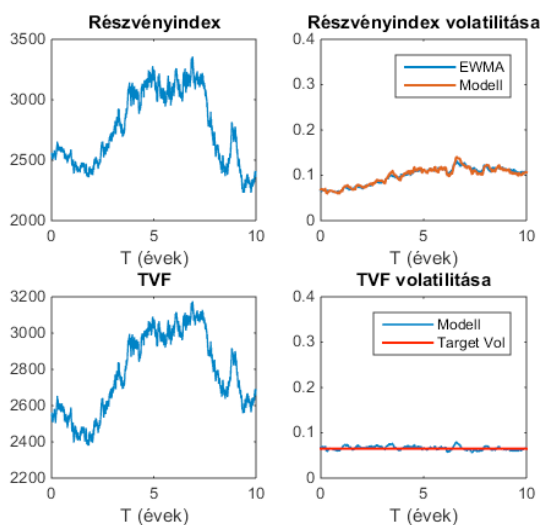 Részvényindex
3500
3000
2500
2000
0
5
10
T (évek)
Részvényindex volatilitása
0.4
0.3
0.2
0.1
0
0
5
10
EWMA
Modell
T (évek)
TVF
3200
3000
2800
2600
2400
2200
0
5
10
T (évek)
TVF volatilitása
0.4
0.3
0.2
0.1
0
0
5
10
Modell
Target Vol
T (évek)